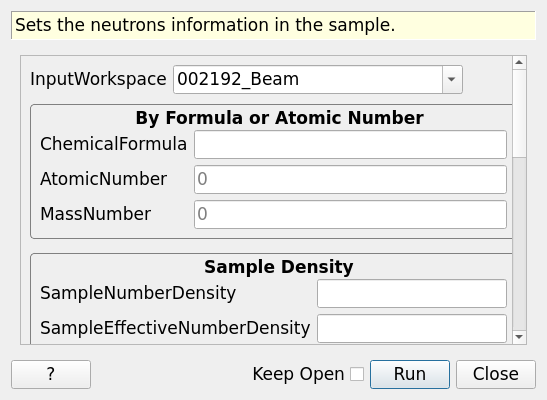 Sets the neutrons information in the sample.
InputWorkspace 002192_Beam
By Formula or Atomic Number
ChemicalFormula
AtomicNumber 0
MassNumber 0
Sample Density
SampleNumberDensity
SampleEffectiveNumberDensity
? Keep Open Run Close